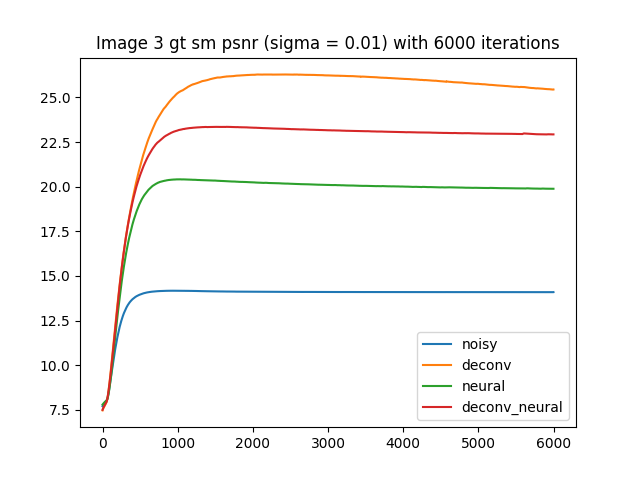 Image 3 gt sm psnr (sigma = 0.01) with 6000 iterations
25.0
22.5
20.0
17.5
15.0
12.5
10.0
7.5
noisy
deconv
neural
deconv_neural
0 1000 2000 3000 4000 5000 6000